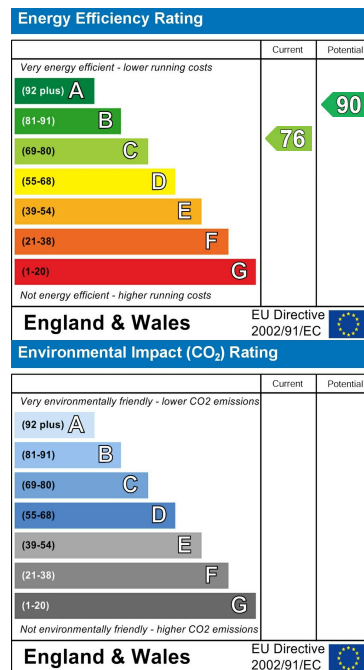 Energy Efficiency Rating
Current Potential
Very energy efficient - lower running costs
(92 plus) A
(81-91) B
(69-80) C
(55-68) D
(39-54) E
(21-38) F
(1-20) G
76
90
Not energy efficient - higher running costs
England & Wales
EU Directive
2002/91/EC
Environmental Impact (CO₂) Rating
Current Potential
Very environmentally friendly - lower CO2 emissions
(92 plus) A
(81-91) B
(69-80) C
(55-68) D
(39-54) E
(21-38) F
(1-20) G
Not environmentally friendly - higher CO2 emissions
England & Wales
EU Directive
2002/91/EC